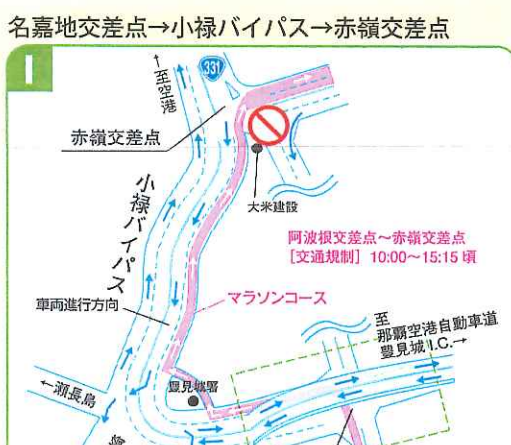 名嘉地交差点→小禄バイパス→赤嶺交差点
I
331
↑至空港
赤嶺交差点
大米建設
小禄バイパス
阿波根交差点～赤嶺交差点
[交通規制] 10:00～15:15 頃
マラソンコース
車両進行方向
至
那覇空港自動車道
豊見城 I.C.→
豊見城署
←瀬長島